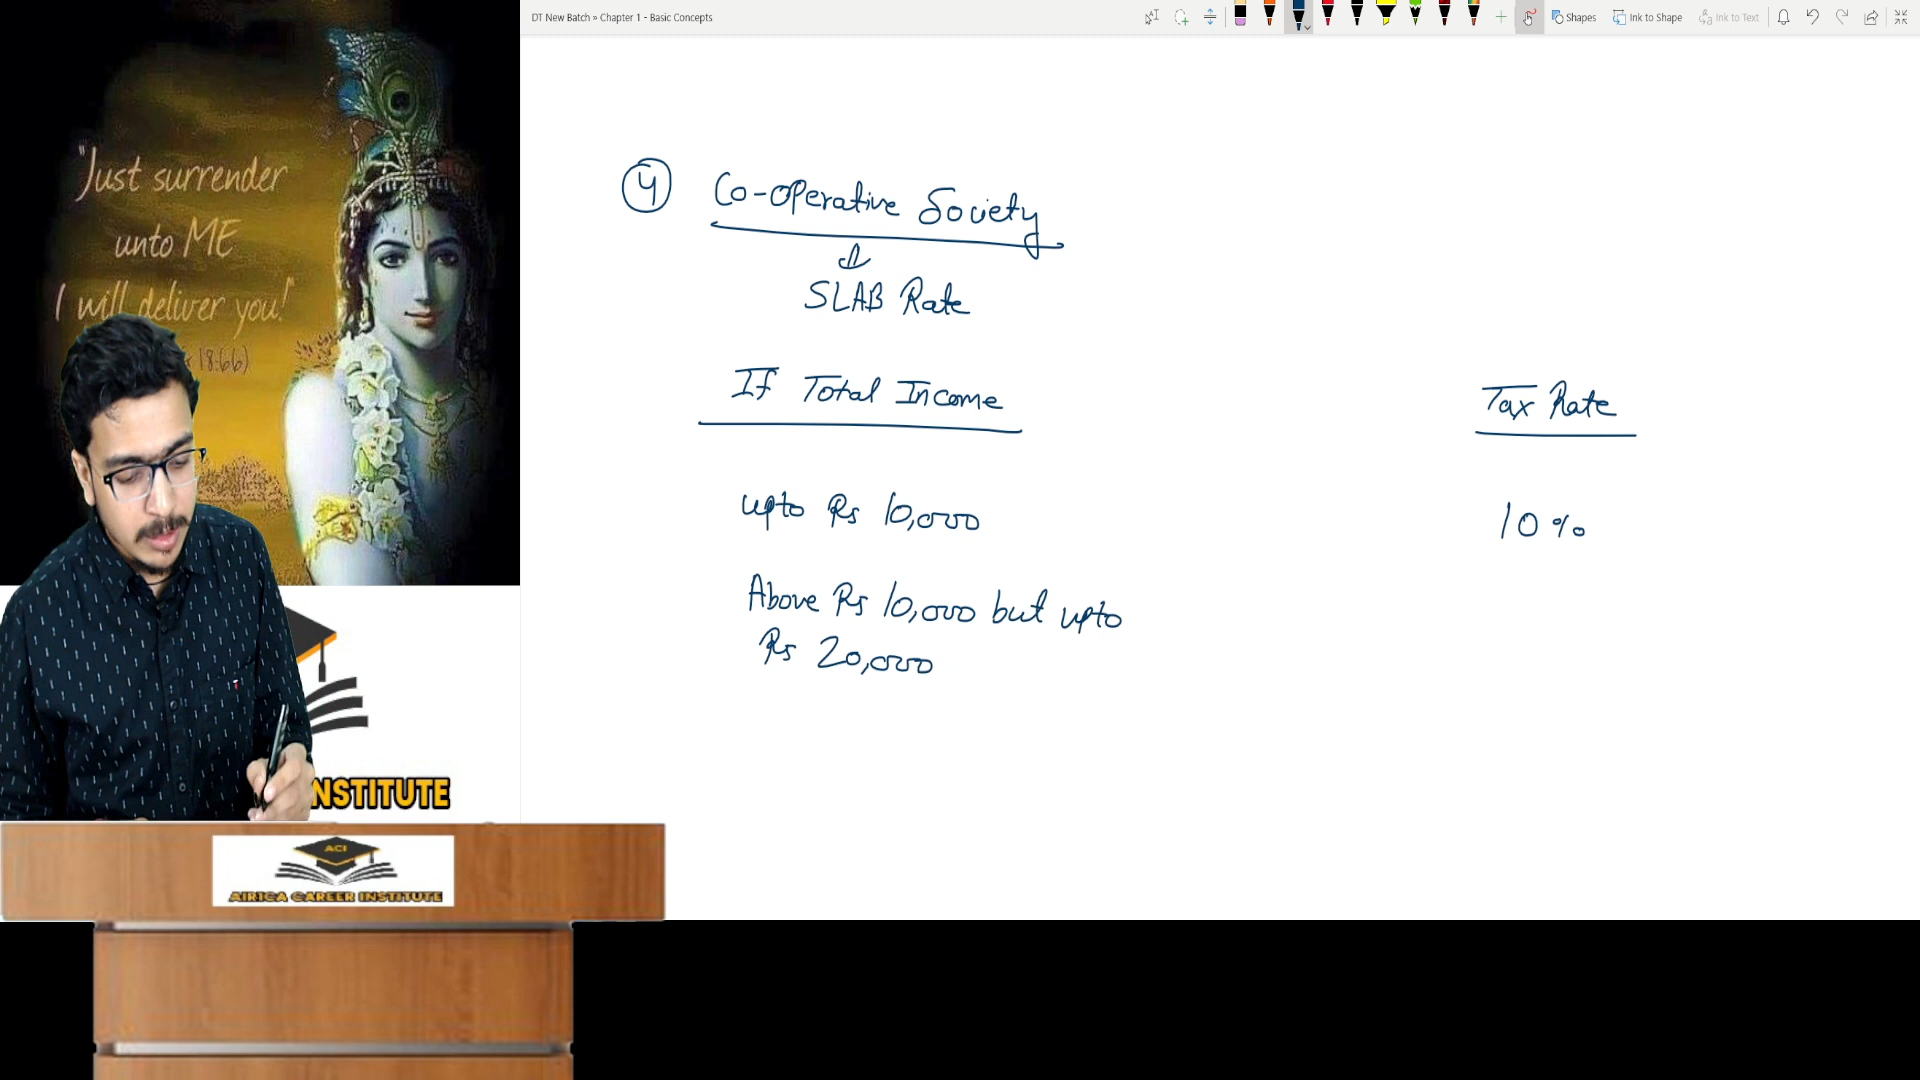 DT New Batch » Chapter 1 - Basic Concepts
Shapes
Ink to Shape
Ink to Text
"Just surrender
unto ME
I will deliver you!"
18:66)
4 Co-operative Society
SLAB Rate
If Total Income
Tax Rate
upto Rs 10,000
10%
Above Rs 10,000 but upto
Rs 20,000
NSTITUTE
ACI
AIR1CA CAREER INSTITUTE